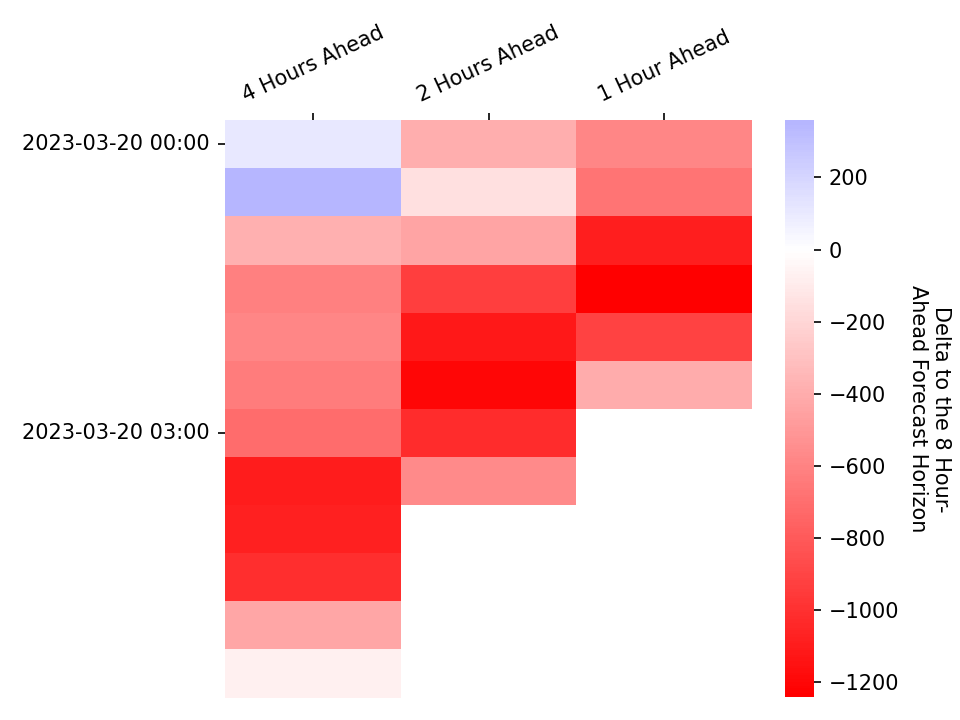 4 Hours Ahead
2 Hours Ahead
1 Hour Ahead
2023-03-20 00:00
2023-03-20 03:00
200
0
−200
−400
−600
−800
−1000
−1200
Delta to the 8 Hour-
Ahead Forecast Horizon